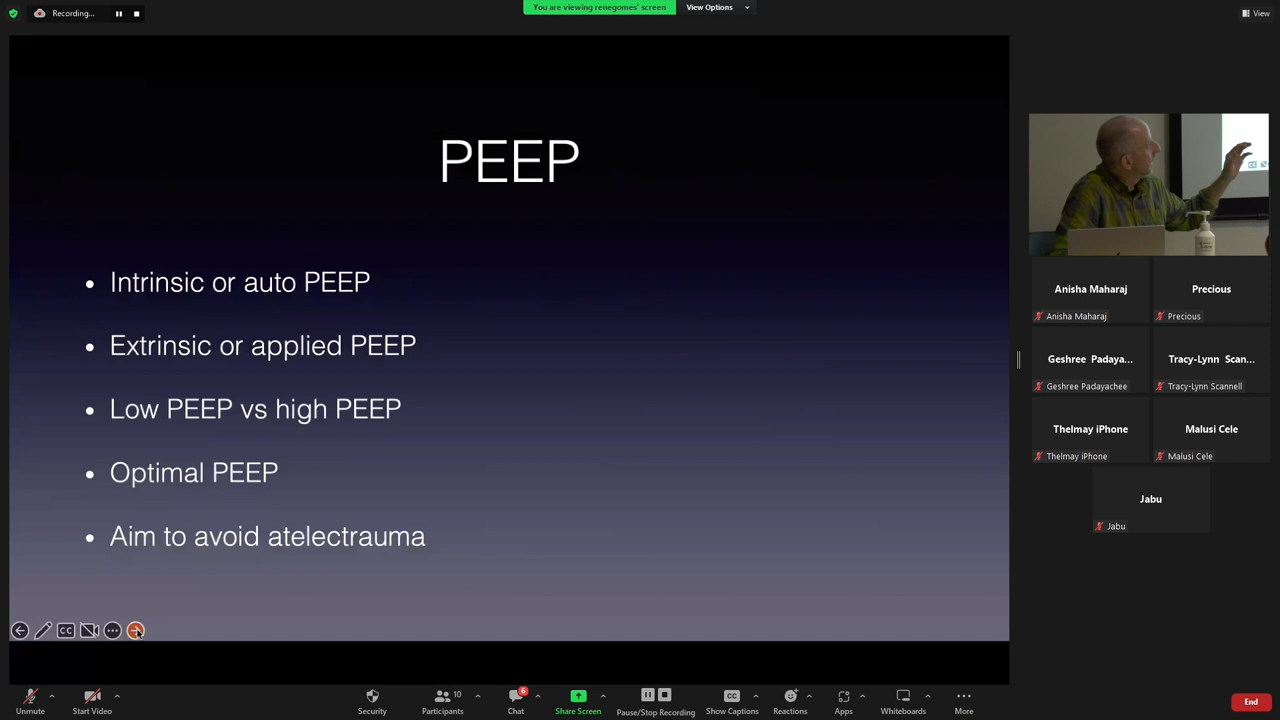 Recording...
You are viewing renegomes' screen
View Options
View
PEEP
• Intrinsic or auto PEEP
• Extrinsic or applied PEEP
• Low PEEP vs high PEEP
• Optimal PEEP
• Aim to avoid atelectrauma
CC
Anisha Maharaj
Anisha Maharaj
Precious
Precious
Geshree Padaya...
Geshree Padayachee
Tracy-Lynn Scan...
Tracy-Lynn Scannell
Thelmay iPhone
Thelmay iPhone
Malusi Cele
Malusi Cele
Jabu
Jabu
Unmute
Start Video
Security
Participants
10
Chat
6
Share Screen
Pause/Stop Recording
CC
Show Captions
Reactions
Apps
Whiteboards
More
End